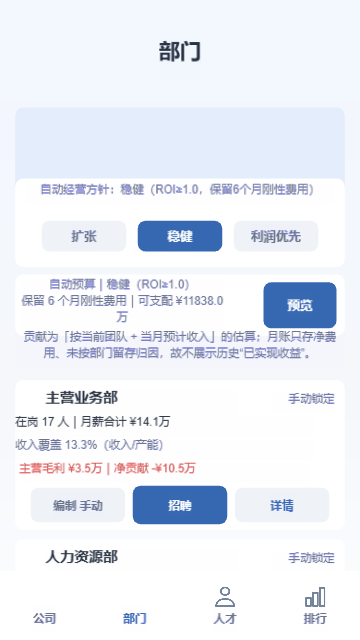 部门
自动经营方针：稳健（ROI≥1.0，保留6个月刚性费用）
扩张
稳健
利润优先
自动预算 | 稳健（ROI≥1.0）
保留 6 个月刚性费用 | 可支配 ¥11838.0
万
预览
贡献为「按当前团队 + 当月预计收入」的估算；月账只存净费
用、未按部门留存归因，故不展示历史“已实现收益”。
主营业务部
手动锁定
在岗 17 人 | 月薪合计 ¥14.1万
收入覆盖 13.3%（收入/产能）
主营毛利 ¥3.5万 | 净贡献 -¥10.5万
编制 手动
招聘
详情
人力资源部
手动锁定
公司
部门
人才
排行